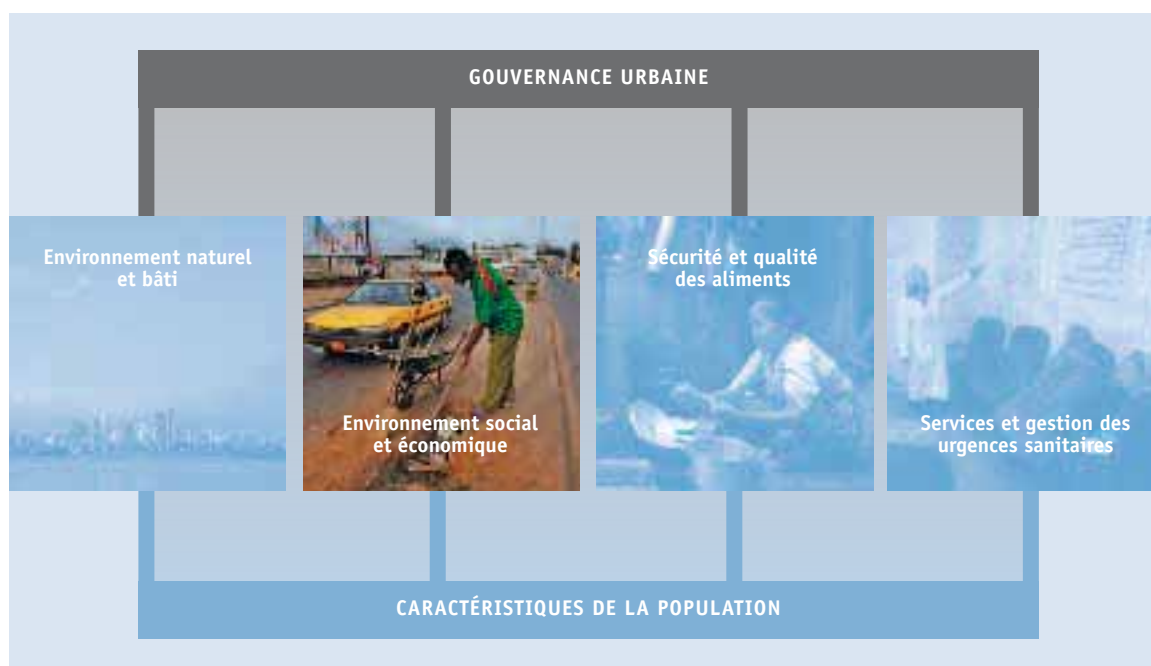 GOUVERNANCE URBAINE
Environnement naturel
et bâti
Environnement social
et économique
Sécurité et qualité
des aliments
Services et gestion des
urgences sanitaires
CARACTÉRISTIQUES DE LA POPULATION